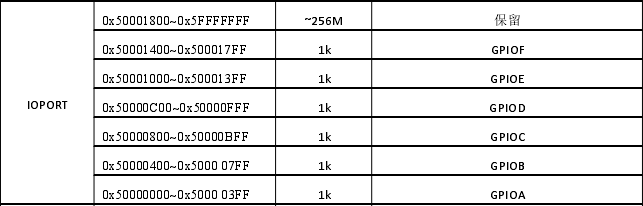 0x50001800~0x5FFFFFFF ~256M 保留
0x50001400~0x500017FF 1k GPIOF
0x50001000~0x500013FF 1k GPIOE
IOPORT 0x50000C00~0x50000FFF 1k GPIOD
0x50000800~0x50000BFF 1k GPIOC
0x50000400~0x5000 07FF 1k GPIOB
0x50000000~0x5000 03FF 1k GPIOA